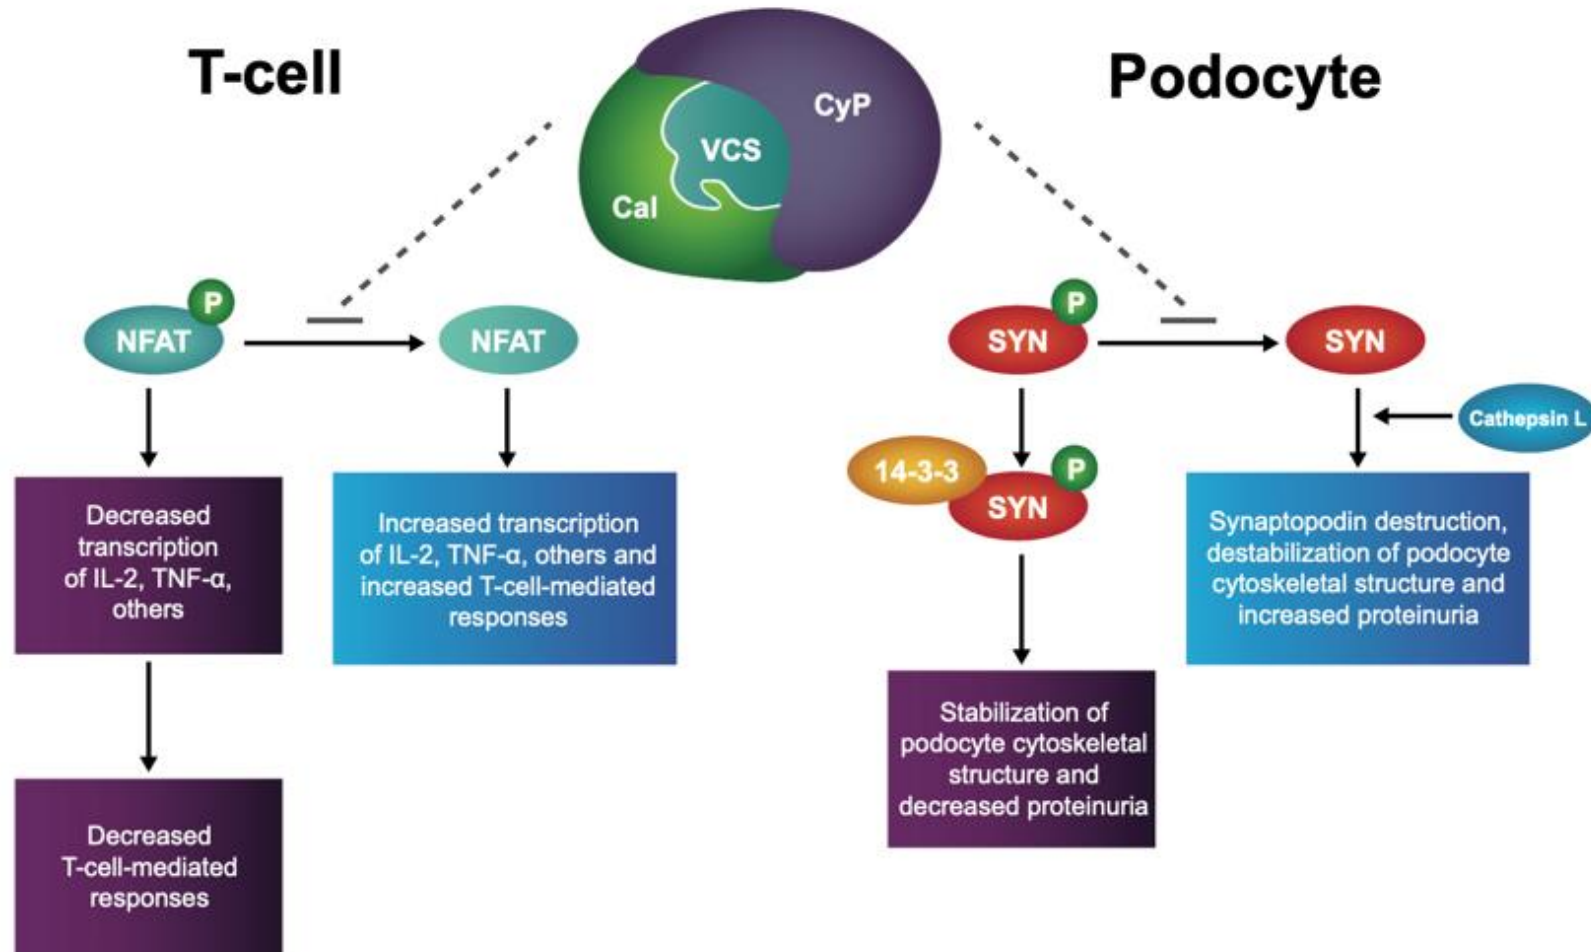 T-cell
Podocyte
CyP
VCS
Cal
P
NFAT
NFAT
P
SYN
SYN
Cathepsin L
14-3-3
P
SYN
Decreased
transcription
of IL-2, TNF-α,
others
Increased transcription
of IL-2, TNF-α, others and
increased T-cell-mediated
responses
Synaptopodin destruction,
destabilization of podocyte
cytoskeletal structure and
increased proteinuria
Stabilization of
podocyte cytoskeletal
structure and
decreased proteinuria
Decreased
T-cell-mediated
responses